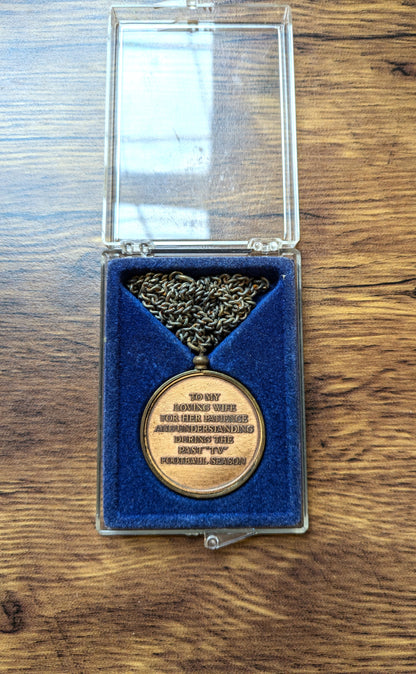 TO MY
LOVING WIFE
FOR HER PATIENCE
AND UNDERSTANDING
DURING THE
PAST "TV"
FOOTBALL SEASON